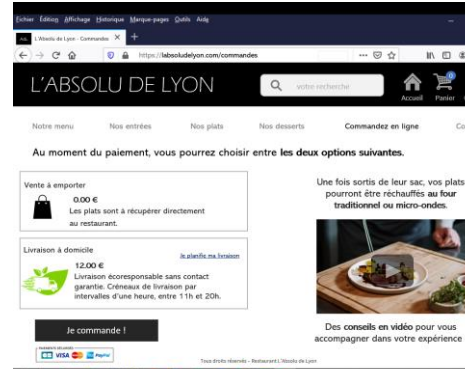 Fichier Édition Affichage Historique Marque-pages Outils Aide
L'Absolu de Lyon - Commandes
https://labsoludelyon.com/commandes
L'ABSOLU DE LYON
votre recherche
Accueil
Panier
0
Notre menu
Nos entrées
Nos plats
Nos desserts
Commandez en ligne
Co
Au moment du paiement, vous pourrez choisir entre les deux options suivantes.
Vente à emporter
0.00 €
Les plats sont à récupérer directement
au restaurant.
Livraison à domicile
Je planifie ma livraison
12.00 €
Livraison écoresponsable sans contact
garantie. Créneaux de livraison par
intervalles d'une heure, entre 11h et 20h.
Je commande !
VISA
PayPal
Une fois sortis de leur sac, vos plats
pourront être réchauffés au four
traditionnel ou micro-ondes.
Des conseils en vidéo pour vous
accompagner dans votre expérience
Tous droits réservés - Restaurant L'Absolu de Lyon